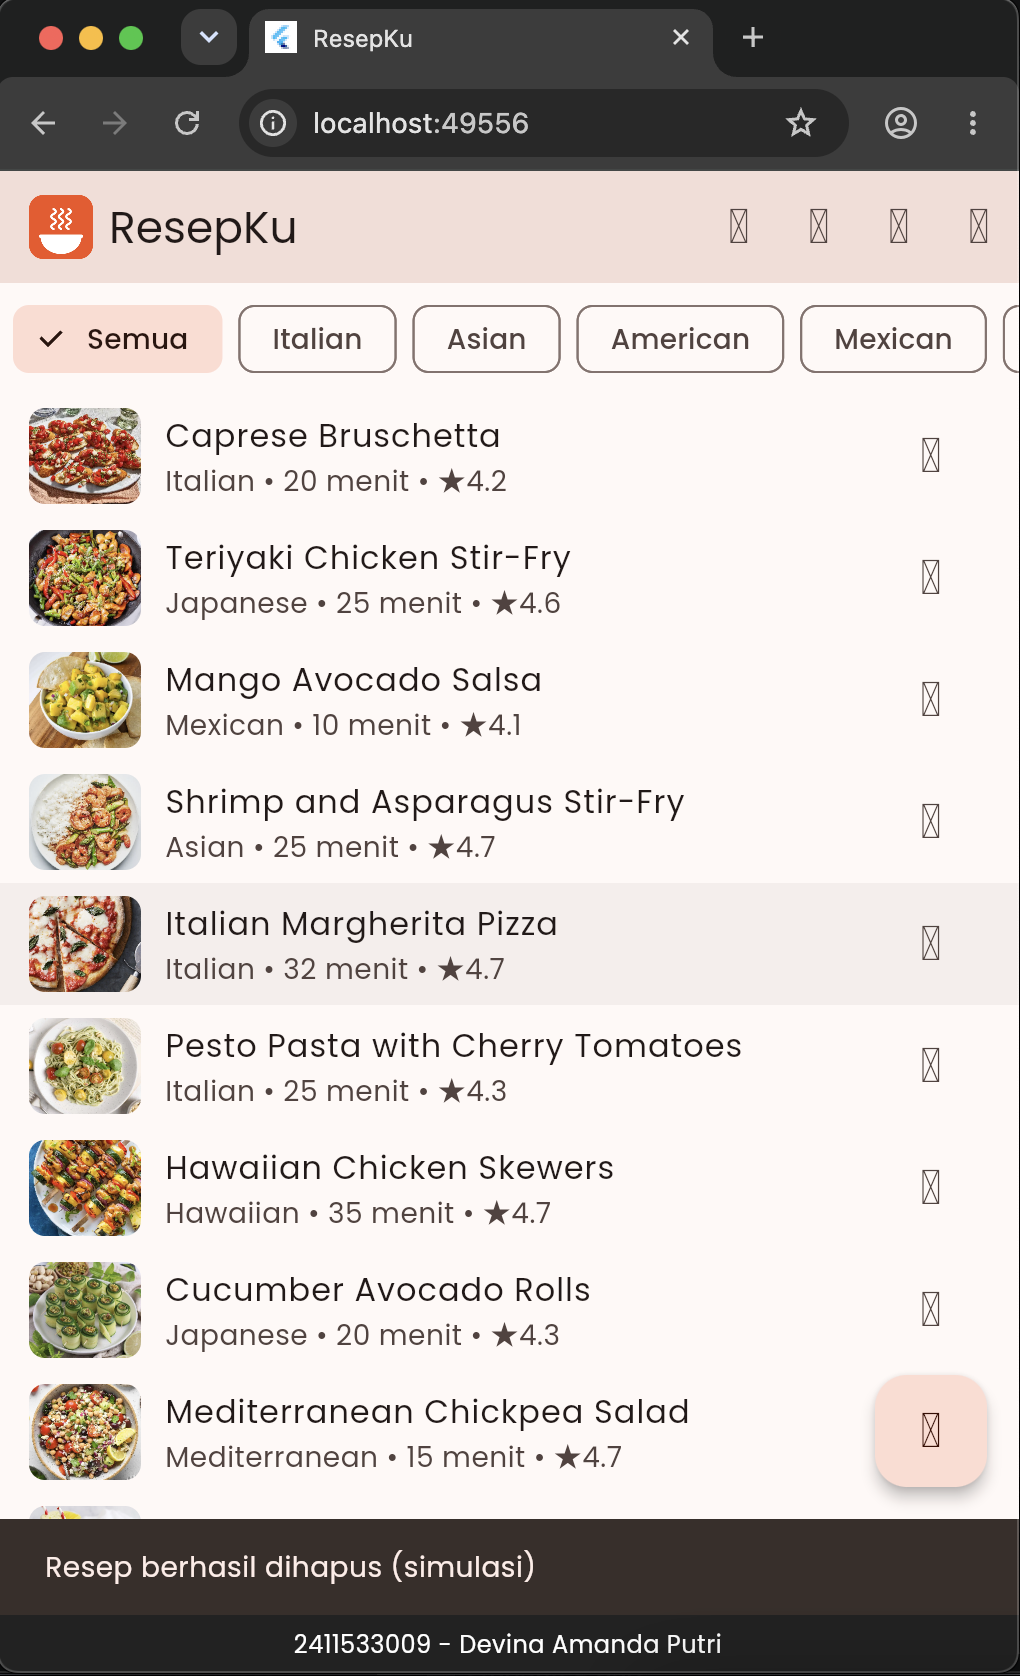 ResepKu
localhost:49556
ResepKu
Semua
Italian
Asian
American
Mexican
Caprese Bruschetta
Italian • 20 menit • ★4.2
Teriyaki Chicken Stir-Fry
Japanese • 25 menit • ★4.6
Mango Avocado Salsa
Mexican • 10 menit • ★4.1
Shrimp and Asparagus Stir-Fry
Asian • 25 menit • ★4.7
Italian Margherita Pizza
Italian • 32 menit • ★4.7
Pesto Pasta with Cherry Tomatoes
Italian • 25 menit • ★4.3
Hawaiian Chicken Skewers
Hawaiian • 35 menit • ★4.7
Cucumber Avocado Rolls
Japanese • 20 menit • ★4.3
Mediterranean Chickpea Salad
Mediterranean • 15 menit • ★4.7
Resep berhasil dihapus (simulasi)
2411533009 - Devina Amanda Putri